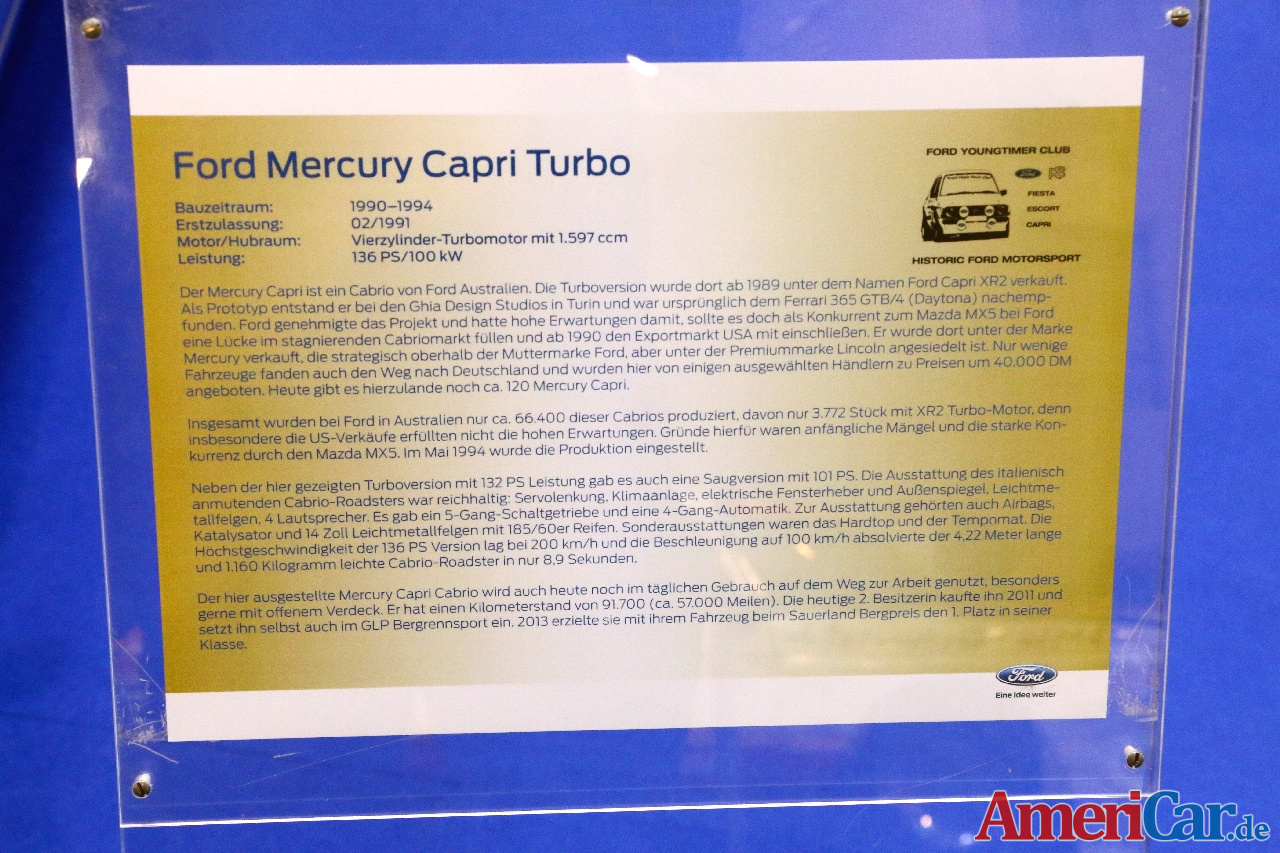 Ford Mercury Capri Turbo
FORD YOUNGTIMER CLUB
Ford RS
FIESTA
ESCORT
CAPRI
HISTORIC FORD MOTORSPORT
Bauzeitraum: 1990–1994
Erstzulassung: 02/1991
Motor/Hubraum: Vierzylinder-Turbomotor mit 1.597 ccm
Leistung: 136 PS/100 kW
Der Mercury Capri ist ein Cabrio von Ford Australien. Die Turboversion wurde dort ab 1989 unter dem Namen Ford Capri XR2 verkauft.
Als Prototyp entstand er bei den Ghia Design Studios in Turin und war ursprünglich dem Ferrari 365 GTB/4 (Daytona) nachemp-
funden. Ford genehmigte das Projekt und hatte hohe Erwartungen damit, sollte es doch als Konkurrent zum Mazda MX5 bei Ford
eine Lücke im stagnierenden Cabriomarkt füllen und ab 1990 den Exportmarkt USA mit einschließen. Er wurde dort unter der Marke
Mercury verkauft, die strategisch oberhalb der Muttermarke Ford, aber unter der Premiummarke Lincoln angesiedelt ist. Nur wenige
Fahrzeuge fanden auch den Weg nach Deutschland und wurden hier von einigen ausgewählten Händlern zu Preisen um 40.000 DM
angeboten. Heute gibt es hierzulande noch ca. 120 Mercury Capri.
Insgesamt wurden bei Ford in Australien nur ca. 66.400 dieser Cabrios produziert, davon nur 3.772 Stück mit XR2 Turbo-Motor, denn
insbesondere die US-Verkäufe erfüllten nicht die hohen Erwartungen. Gründe hierfür waren anfängliche Mängel und die starke Kon-
kurrenz durch den Mazda MX5. Im Mai 1994 wurde die Produktion eingestellt.
Neben der hier gezeigten Turboversion mit 132 PS Leistung gab es auch eine Saugversion mit 101 PS. Die Ausstattung des italienisch
anmutenden Cabrio-Roadsters war reichhaltig: Servolenkung, Klimaanlage, elektrische Fensterheber und Außenspiegel, Leichtme-
tallfelgen, 4 Lautsprecher. Es gab ein 5-Gang-Schaltgetriebe und eine 4-Gang-Automatik. Zur Ausstattung gehörten auch Airbags,
Katalysator und 14 Zoll Leichtmetallfelgen mit 185/60er Reifen. Sonderausstattungen waren das Hardtop und der Tempomat. Die
Höchstgeschwindigkeit der 136 PS Version lag bei 200 km/h und die Beschleunigung auf 100 km/h absolvierte der 4,22 Meter lange
und 1.160 Kilogramm leichte Cabrio-Roadster in nur 8,9 Sekunden.
Der hier ausgestellte Mercury Capri Cabrio wird auch heute noch im täglichen Gebrauch auf dem Weg zur Arbeit genutzt, besonders
gerne mit offenem Verdeck. Er hat einen Kilometerstand von 91.700 (ca. 57.000 Meilen). Die heutige 2. Besitzerin kaufte ihn 2011 und
setzt ihn selbst auch im GLP Bergrennsport ein. 2013 erzielte sie mit ihrem Fahrzeug beim Sauerland Bergpreis den 1. Platz in seiner
Klasse.
Ford
Eine Idee weiter
AmeriCar.de